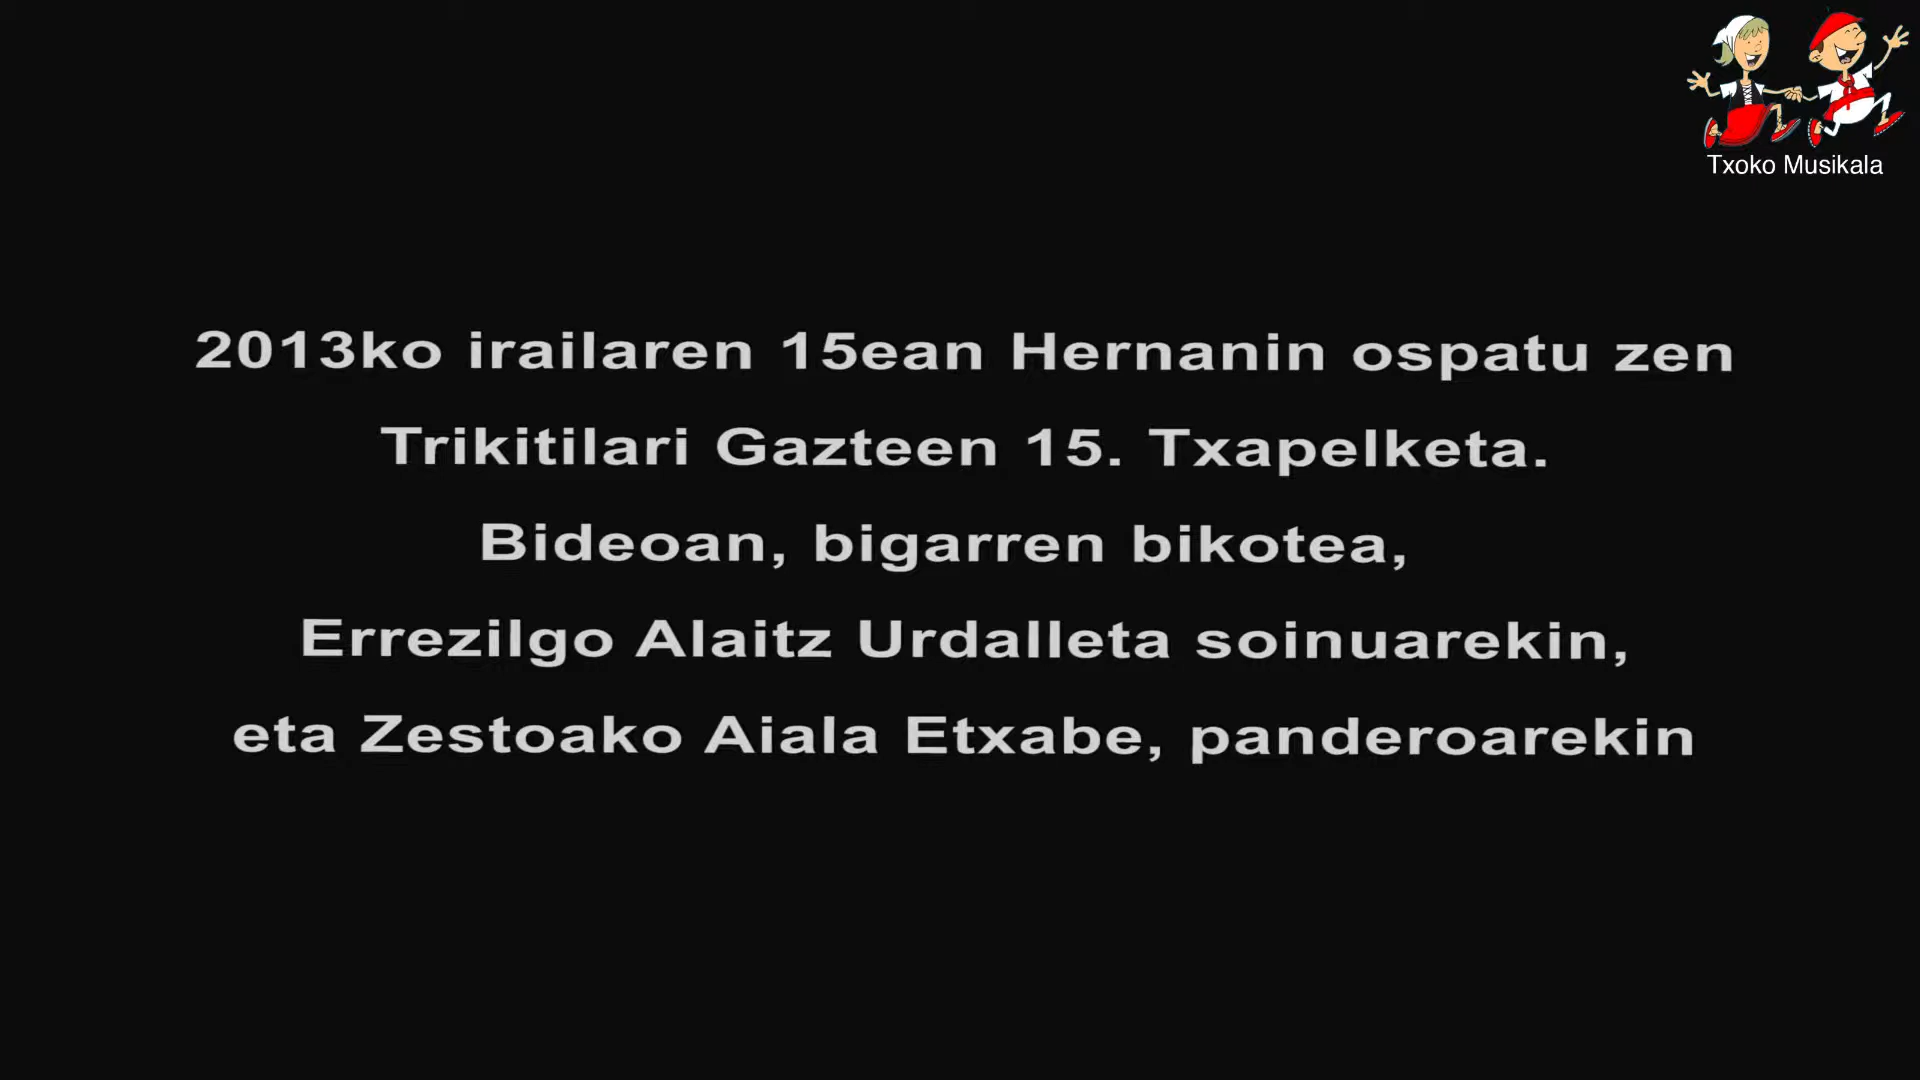 Txoko Musikala
2013ko irailaren 15ean Hernanin ospatu zen
Trikitilari Gazteen 15. Txapelketa.
Bideoan, bigarren bikotea,
Errezilgo Alaitz Urdalleta soinuarekin,
eta Zestoako Aiala Etxabe, panderoarekin